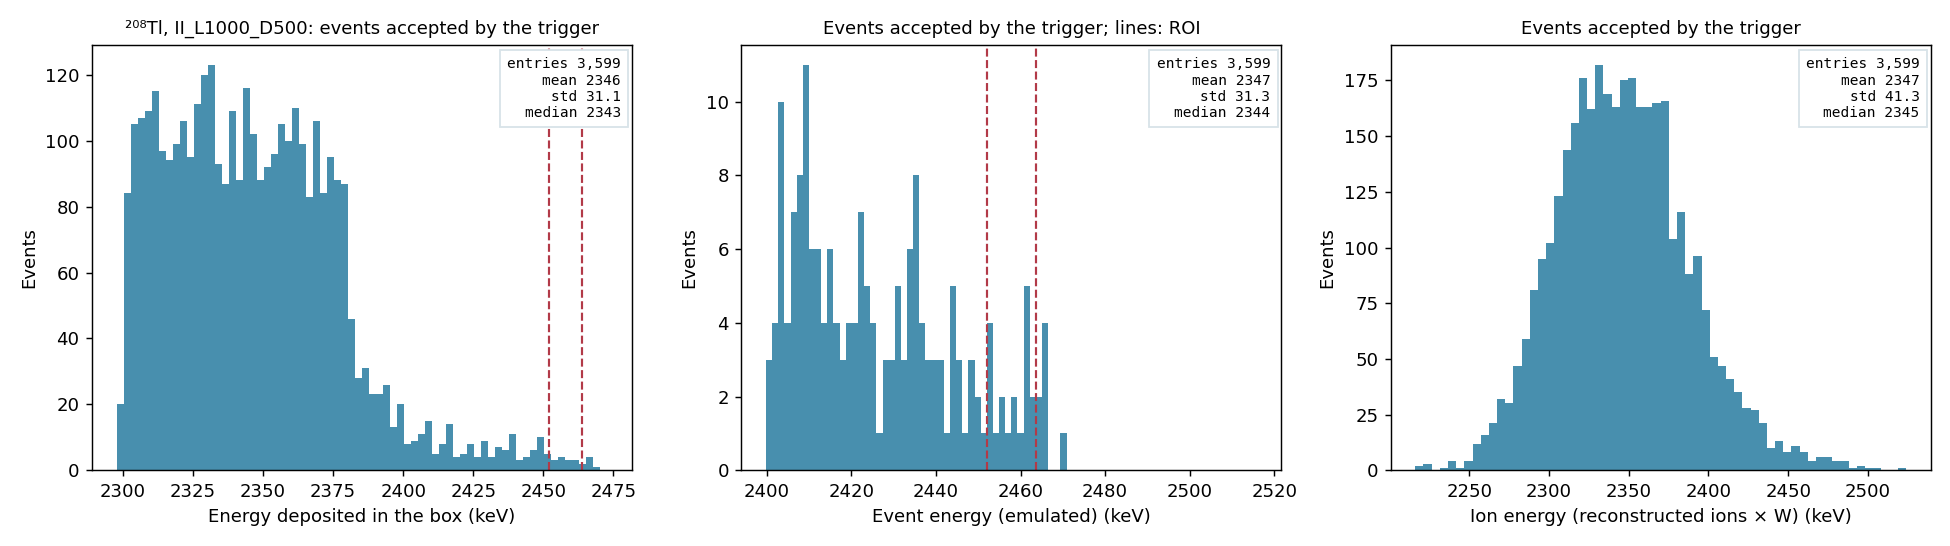 ²⁰⁸Tl, II_L1000_D500: events accepted by the trigger
entries 3,599
mean 2346
std 31.1
median 2343
120
100
80
60
40
20
0
Events
2300 2325 2350 2375 2400 2425 2450 2475
Energy deposited in the box (keV)
Events accepted by the trigger; lines: ROI
entries 3,599
mean 2347
std 31.3
median 2344
10
8
6
4
2
0
Events
2400 2420 2440 2460 2480 2500 2520
Event energy (emulated) (keV)
Events accepted by the trigger
entries 3,599
mean 2347
std 41.3
median 2345
175
150
125
100
75
50
25
0
Events
2250 2300 2350 2400 2450 2500
Ion energy (reconstructed ions × W) (keV)